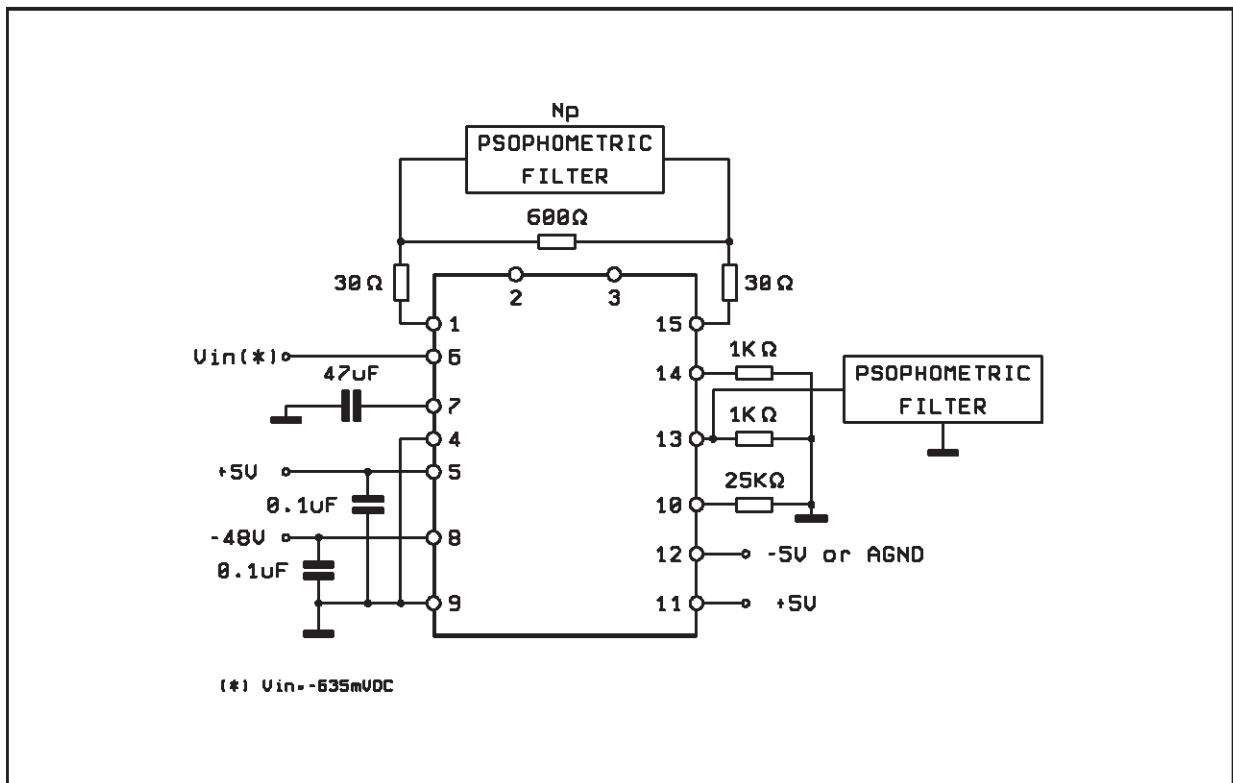 Np
PSOPHOMETRIC
FILTER
600Ω
30Ω
30Ω
2
3
1
15
Vin(*)
6
1KΩ
14
PSOPHOMETRIC
FILTER
47uF
7
1KΩ
4
13
+5V
5
25KΩ
0.1uF
10
-48V
8
12
-5V or AGND
0.1uF
9
11
+5V
(*) Vin=-635mVDC